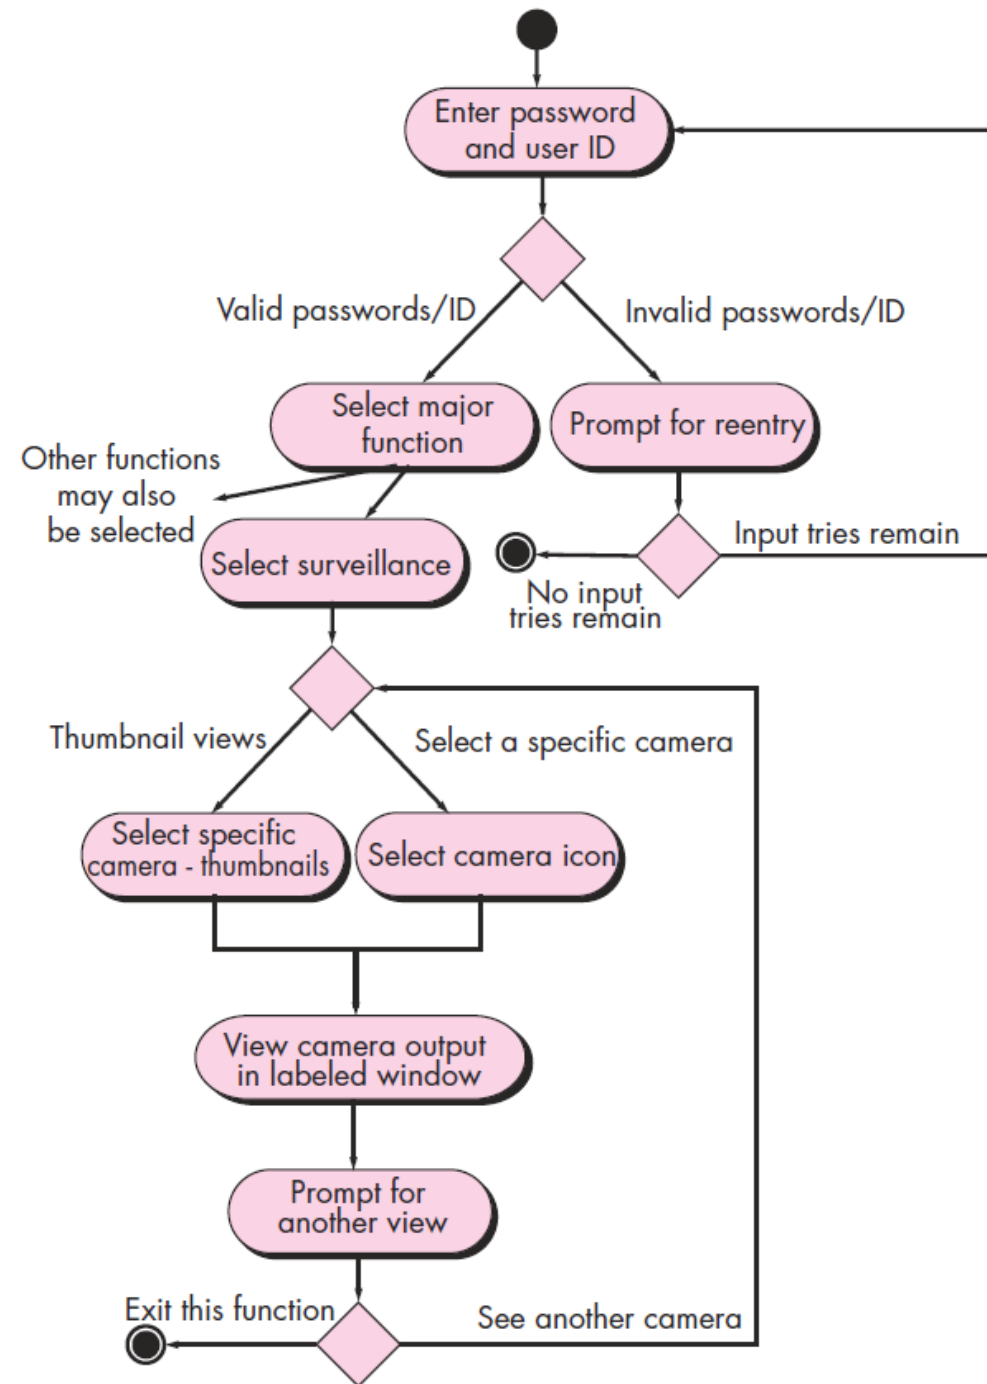 Enter password
and user ID
Valid passwords/ID
Invalid passwords/ID
Select major
function
Prompt for reentry
Other functions
may also
be selected
Select surveillance
Input tries remain
No input
tries remain
Thumbnail views
Select a specific camera
Select specific
camera - thumbnails
Select camera icon
View camera output
in labeled window
Prompt for
another view
Exit this function
See another camera